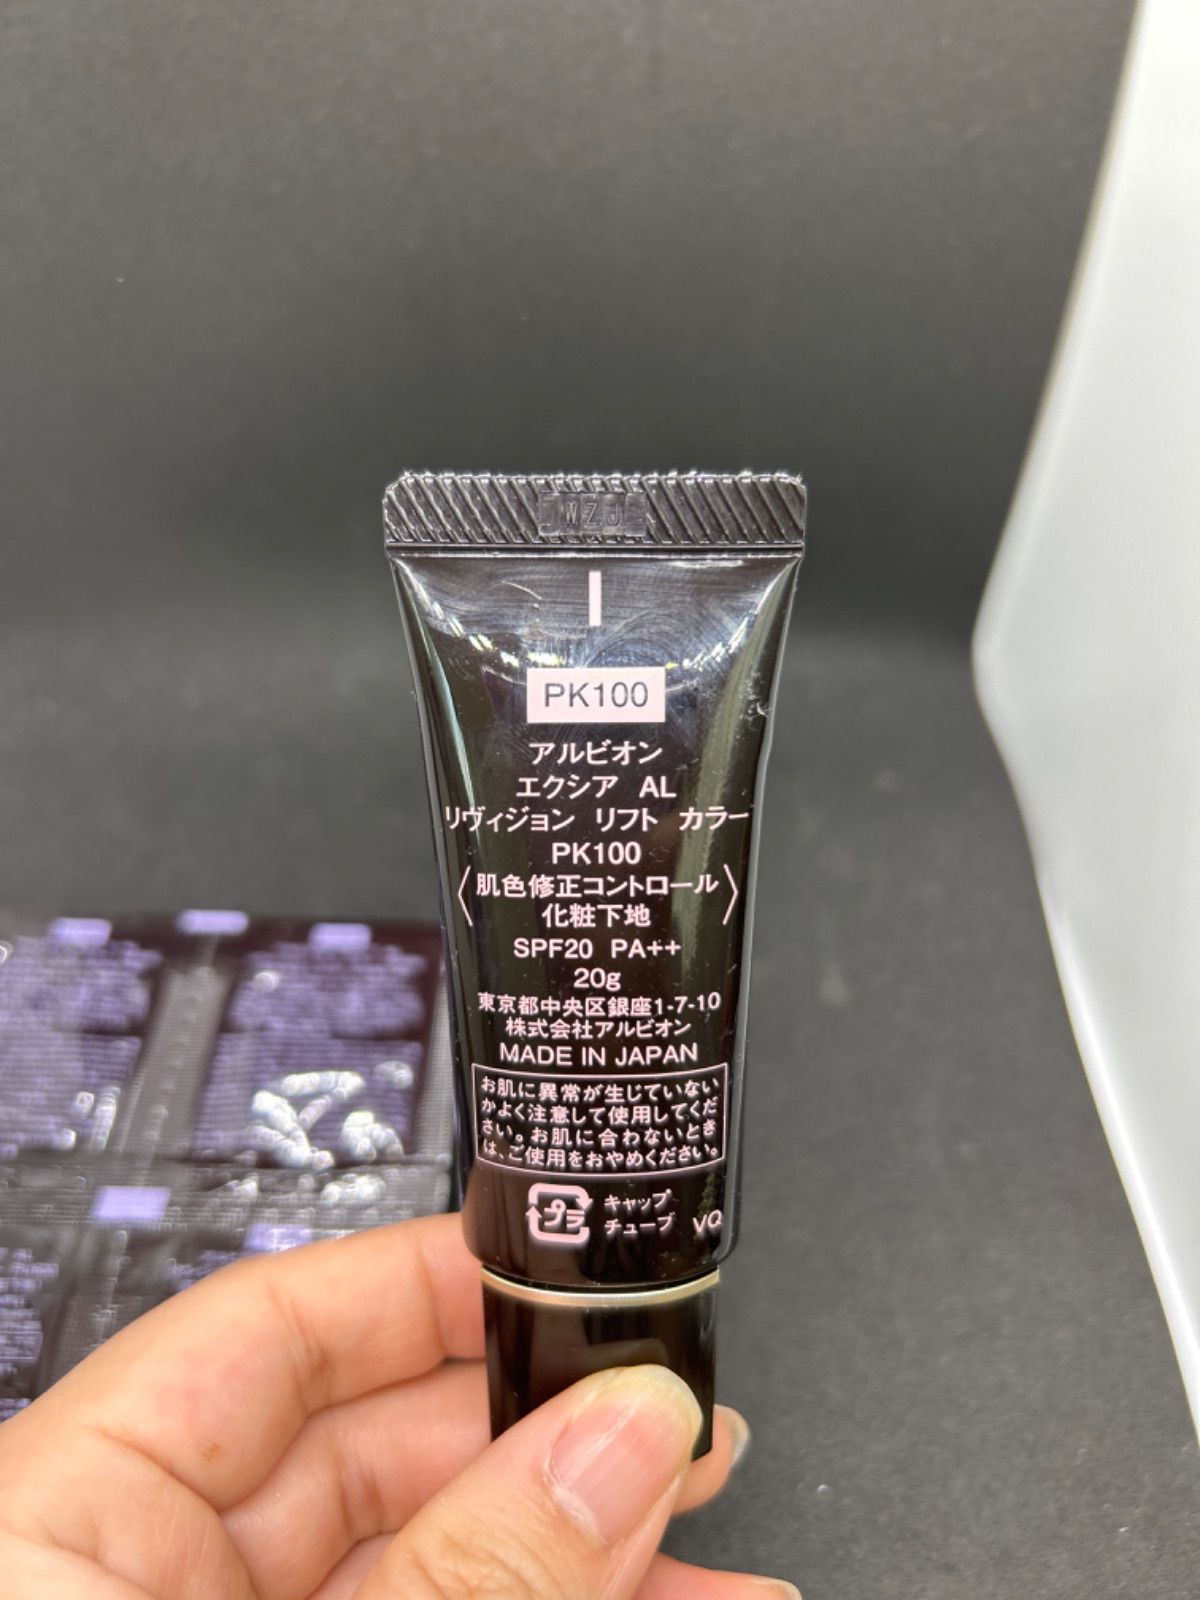 WZJ
PK100
アルビオン
エクシア AL
リヴィジョン リフト カラー
PK100
〈肌色修正コントロール
化粧下地〉
SPF20 PA++
20g
東京都中央区銀座1-7-10
株式会社アルビオン
MADE IN JAPAN
お肌に異常が生じていない
かよく注意して使用してくだ
さい。お肌に合わないとき
は、ご使用をおやめください。
プラ キャップ
チューブ VQ